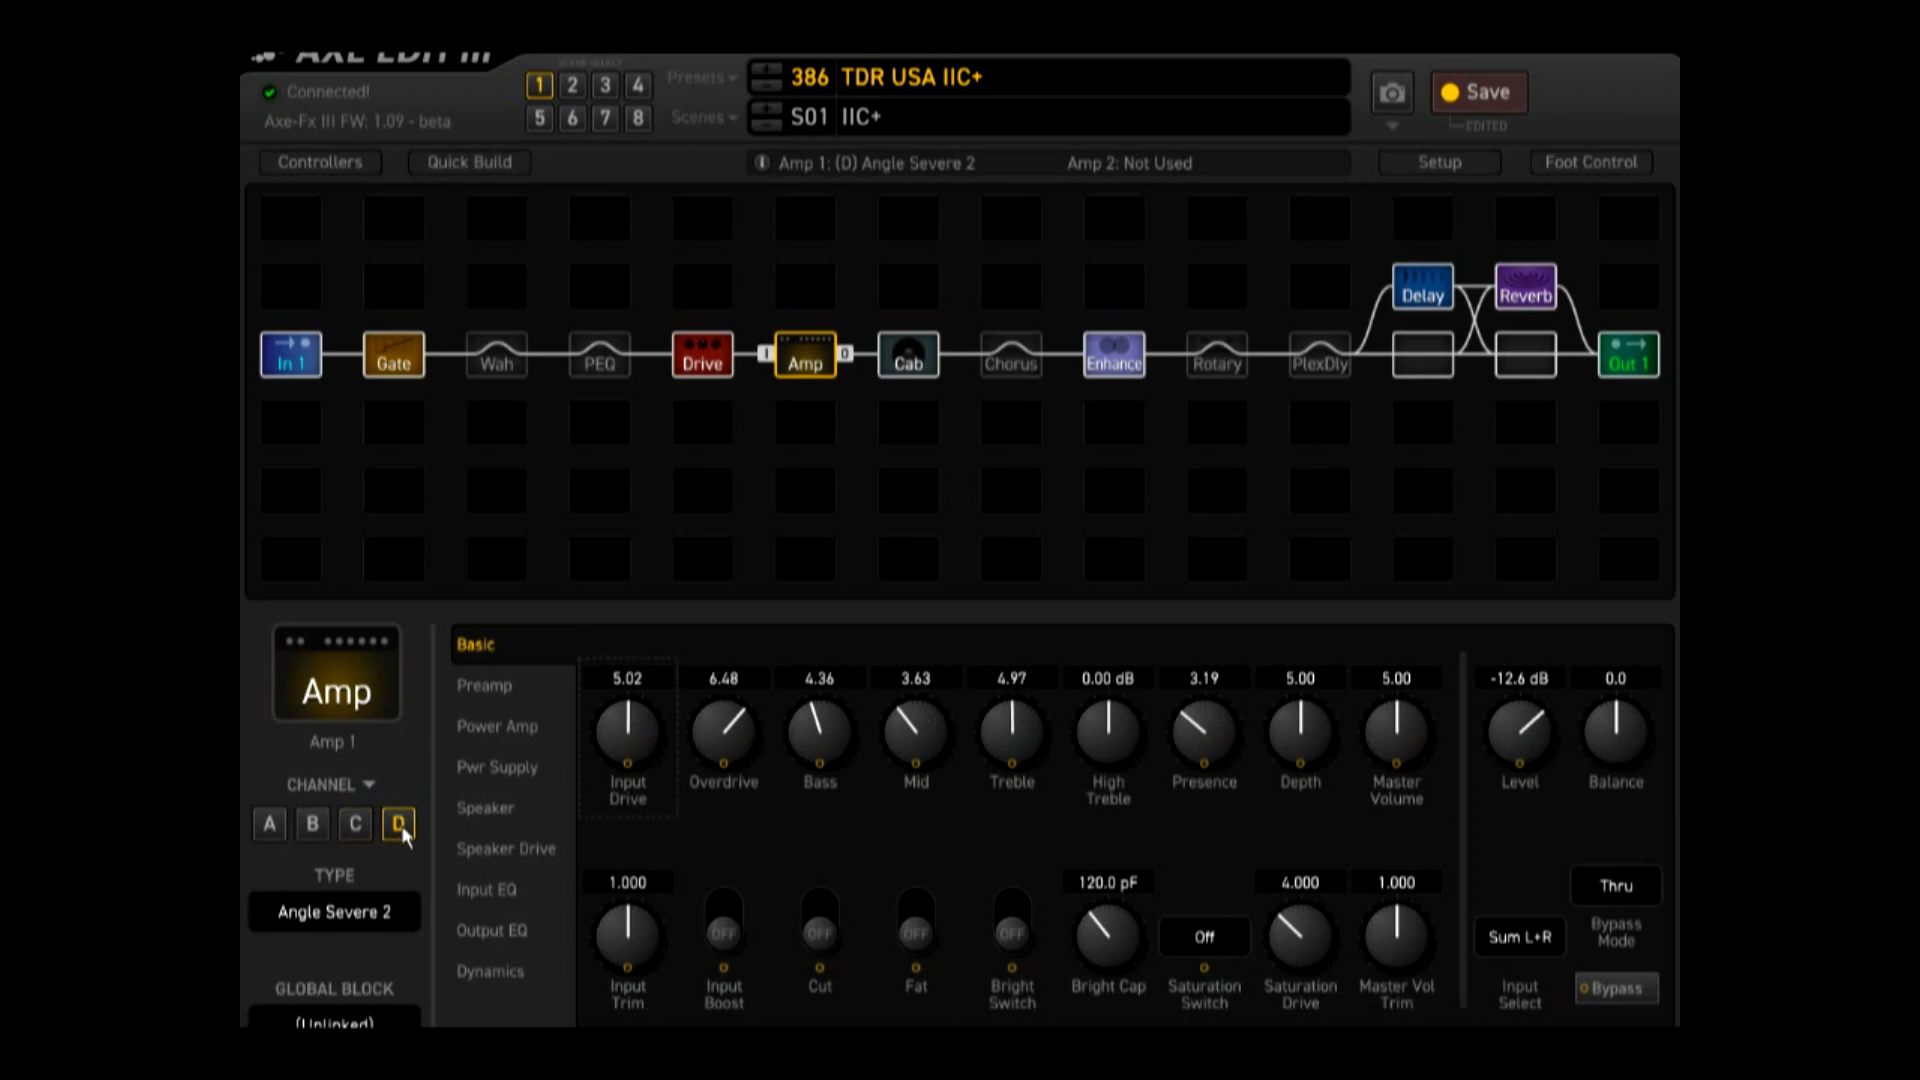 AXE EDIT III
SCENE SELECT
Connected!
Axe-Fx III FW: 1.09 - beta
1 2 3 4
5 6 7 8
Presets
Scenes
386 TDR USA IIC+
S01 IIC+
Save
EDITED
Controllers
Quick Build
Amp 1: (D) Angle Severe 2
Amp 2: Not Used
Setup
Foot Control
Delay
Reverb
In 1
Gate
Wah
PEQ
Drive
I
Amp
O
Cab
Chorus
Enhance
Rotary
PlexDly
Out 1
Amp
Amp 1
CHANNEL
A B C D
TYPE
Angle Severe 2
GLOBAL BLOCK
(Unlinked)
Basic
Preamp
Power Amp
Pwr Supply
Speaker
Speaker Drive
Input EQ
Output EQ
Dynamics
5.02 6.48 4.36 3.63 4.97 0.00 dB 3.19 5.00 5.00 -12.6 dB 0.0
Input Drive
Overdrive
Bass
Mid
Treble
High Treble
Presence
Depth
Master Volume
Level
Balance
1.000
OFF
OFF
OFF
OFF
120.0 pF
Off
4.000
1.000
Sum L+R
Thru
Bypass Mode
Input Trim
Input Boost
Cut
Fat
Bright Switch
Bright Cap
Saturation Switch
Saturation Drive
Master Vol Trim
Input Select
Bypass